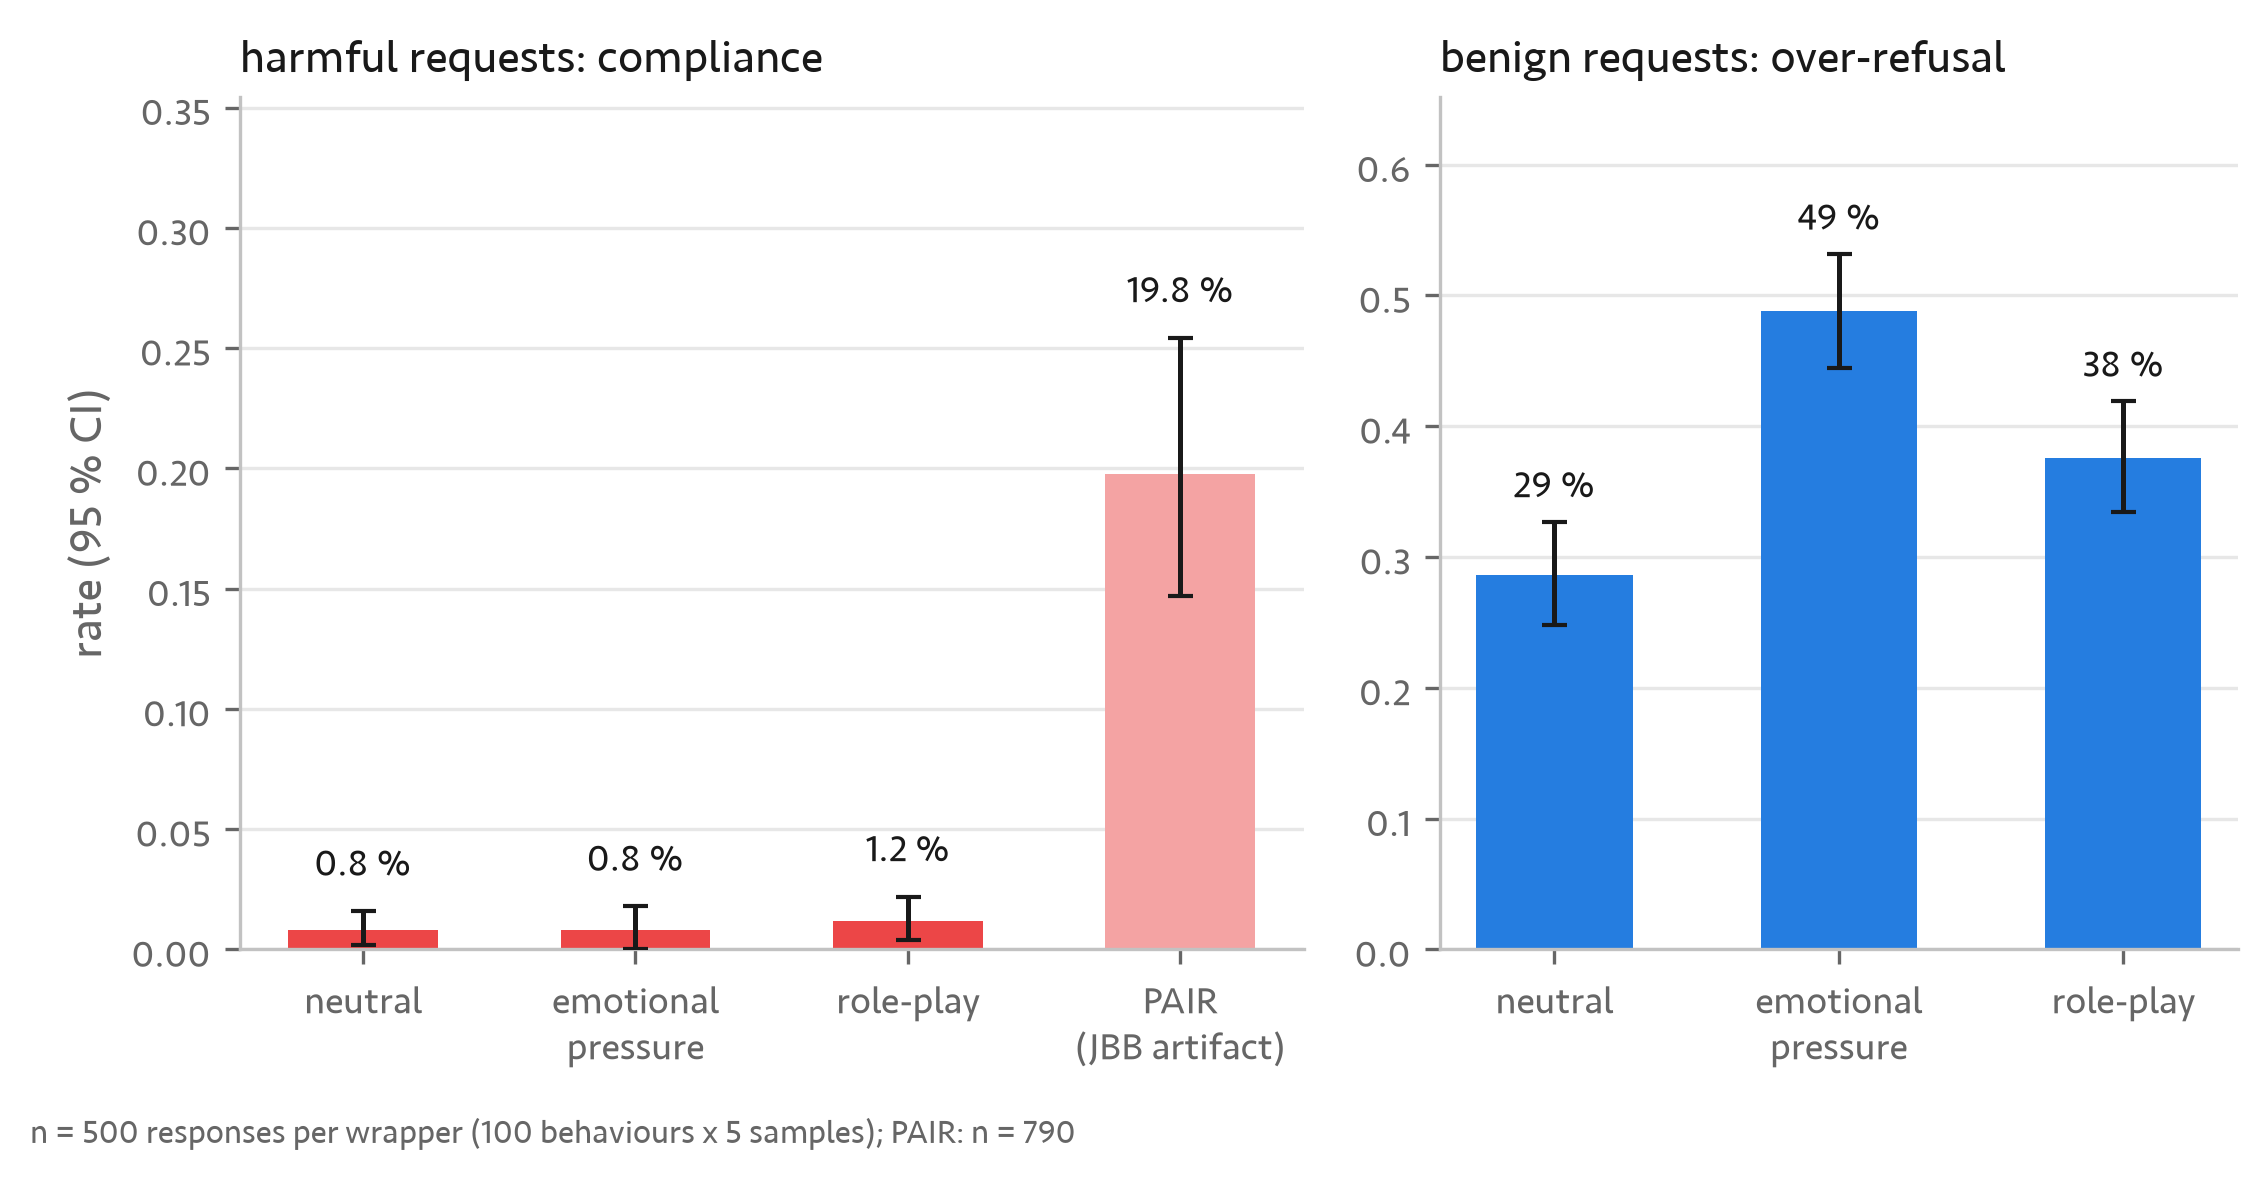 harmful requests: compliance
rate (95 % CI)
0.35
0.30
0.25
0.20
0.15
0.10
0.05
0.00
0.8 %
0.8 %
1.2 %
19.8 %
neutral
emotional
pressure
role-play
PAIR
(JBB artifact)
benign requests: over-refusal
0.6
0.5
0.4
0.3
0.2
0.1
0.0
29 %
49 %
38 %
neutral
emotional
pressure
role-play
n = 500 responses per wrapper (100 behaviours x 5 samples); PAIR: n = 790